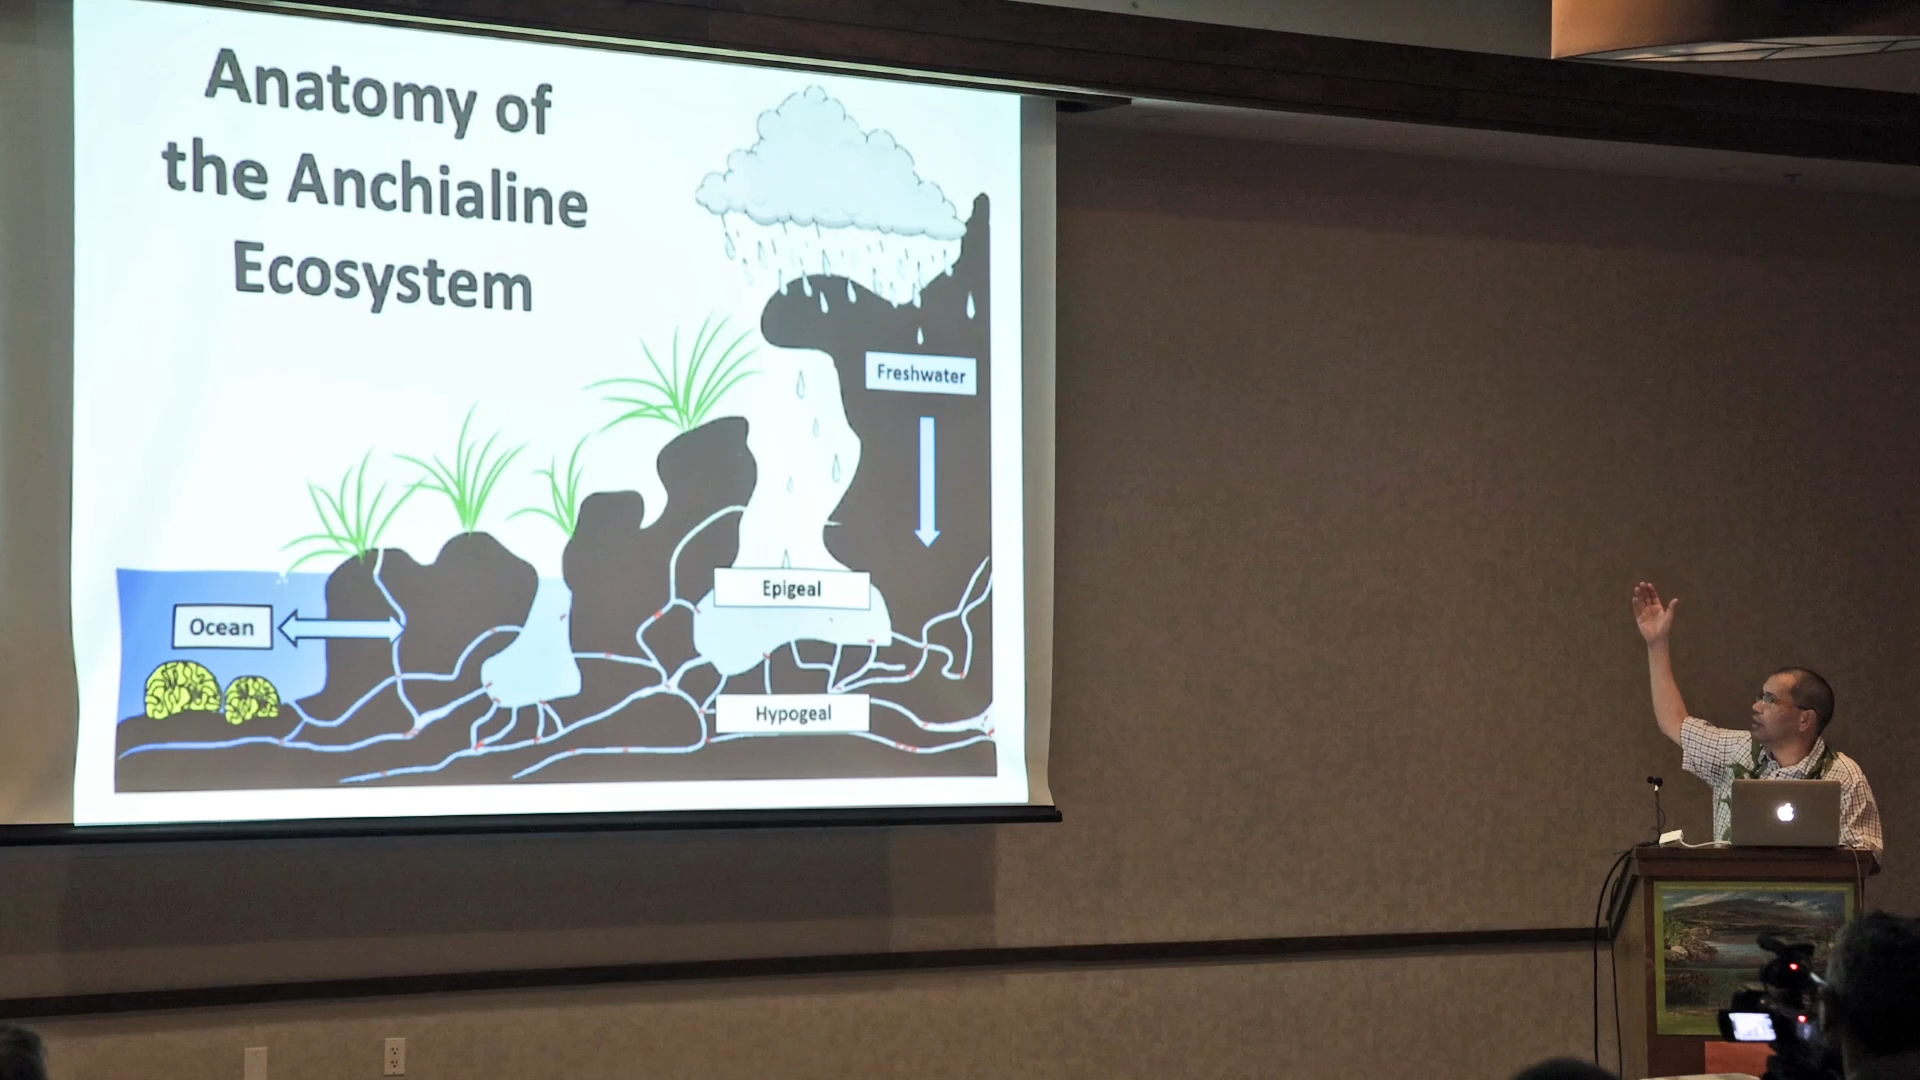 Anatomy of
the Anchialine
Ecosystem
Freshwater
Epigeal
Ocean
Hypogeal